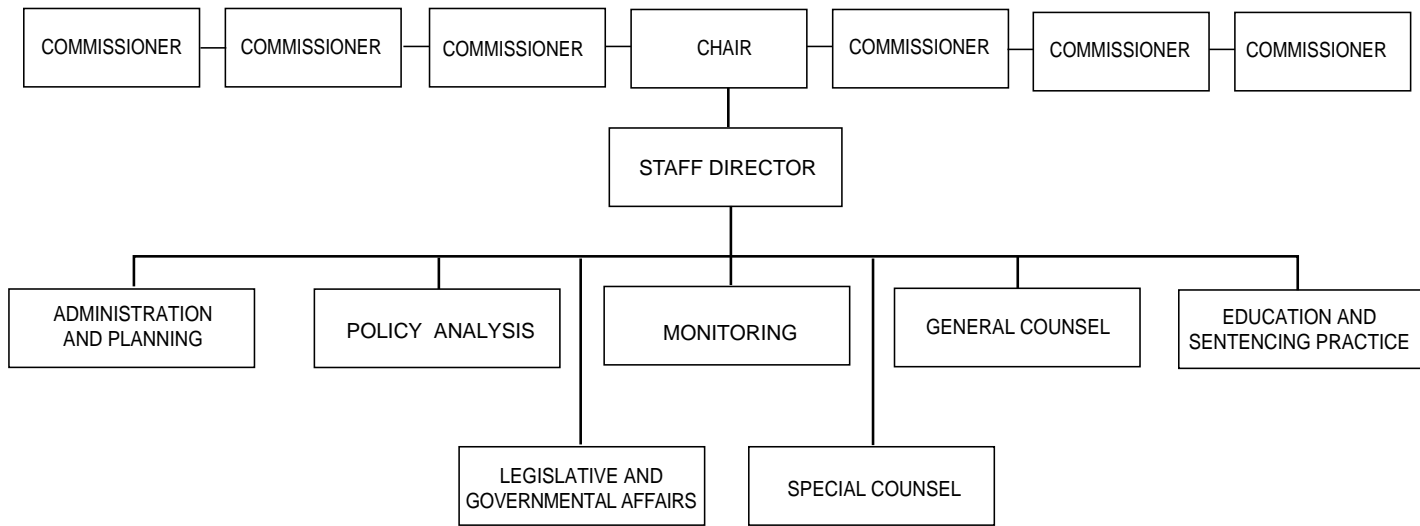 COMMISSIONER
COMMISSIONER
COMMISSIONER
CHAIR
COMMISSIONER
COMMISSIONER
COMMISSIONER
STAFF DIRECTOR
ADMINISTRATION
AND PLANNING
POLICY ANALYSIS
MONITORING
GENERAL COUNSEL
EDUCATION AND
SENTENCING PRACTICE
LEGISLATIVE AND
GOVERNMENTAL AFFAIRS
SPECIAL COUNSEL